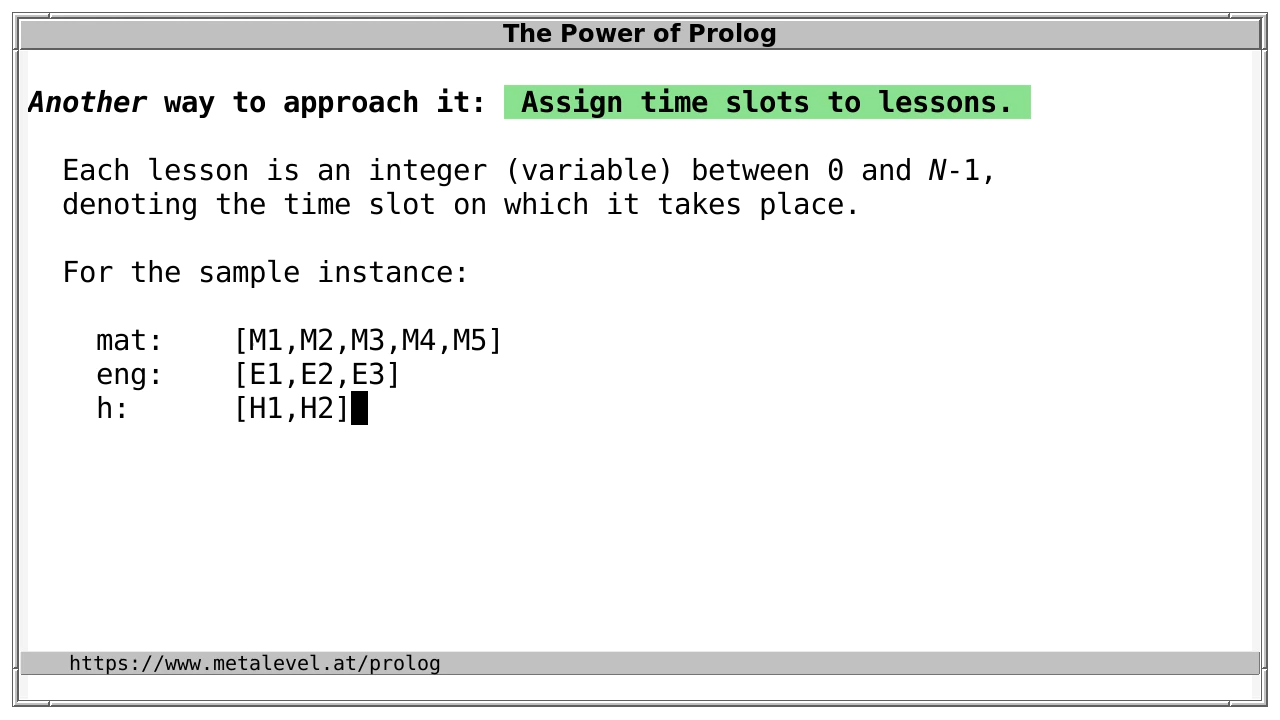 The Power of Prolog
Another way to approach it: Assign time slots to lessons.
Each lesson is an integer (variable) between 0 and N-1,
denoting the time slot on which it takes place.
For the sample instance:
mat: [M1,M2,M3,M4,M5]
eng: [E1,E2,E3]
h: [H1,H2]
https://www.metalevel.at/prolog